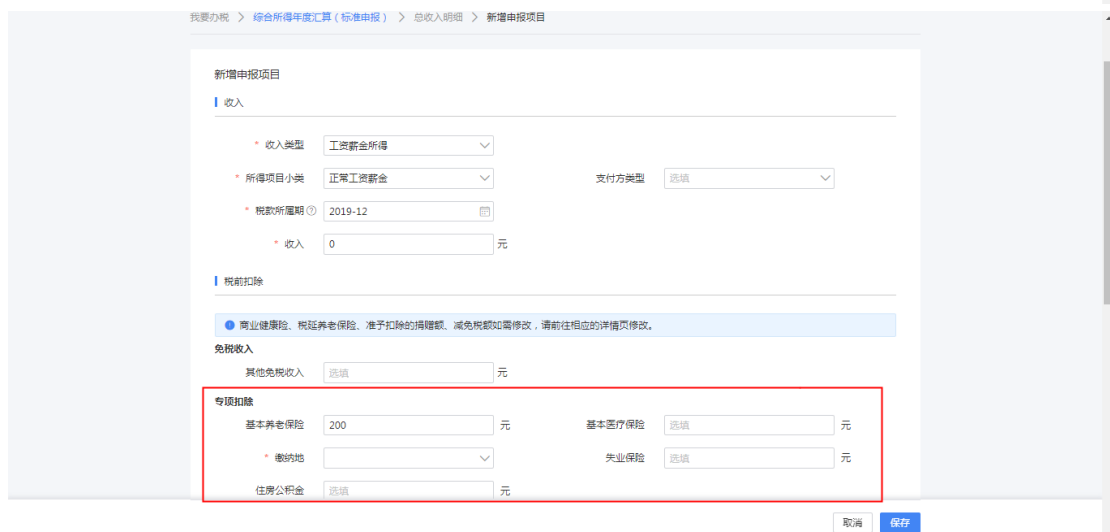 我要办税 > 综合所得年度汇算（标准申报） > 总收入明细 > 新增申报项目
新增申报项目
收入
* 收入类型 工资薪金所得
* 所得项目小类 正常工资薪金 支付方类型 选填
* 税款所属期 ? 2019-12
* 收入 0 元
税前扣除
商业健康险、税延养老保险、准予扣除的捐赠额、减免税额如需修改，请前往相应的详情页修改。
免税收入
其他免税收入 选填 元
专项扣除
基本养老保险 200 元 基本医疗保险 选填 元
* 缴纳地 失业保险 选填 元
住房公积金 选填 元
取消 保存